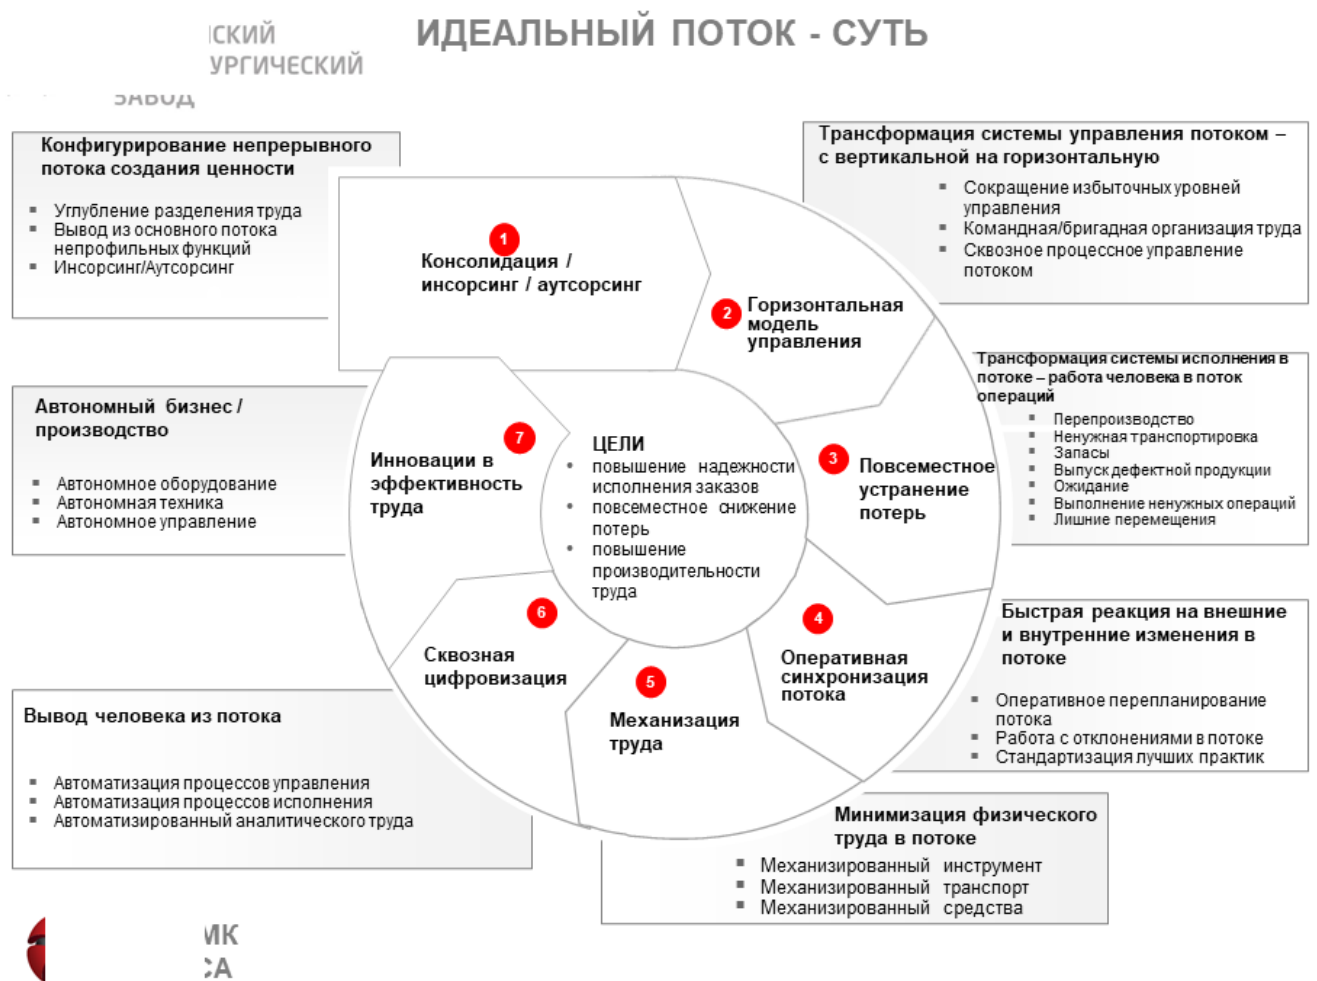 ИДЕАЛЬНЫЙ ПОТОК - СУТЬ
СКИЙ
УРГИЧЕСКИЙ
ЗАВОД
Конфигурирование непрерывного
потока создания ценности
Углубление разделения труда
Вывод из основного потока
непрофильных функций
Инсорсинг/Аутсорсинг
Трансформация системы управления потоком –
с вертикальной на горизонтальную
Сокращение избыточных уровней
управления
Командная/бригадная организация труда
Сквозное процессное управление
потоком
1
Консолидация /
инсорсинг / аутсорсинг
2
Горизонтальная
модель
управления
Трансформация системы исполнения в
потоке – работа человека в поток
операций
Перепроизводство
Ненужная транспортировка
Запасы
Выпуск дефектной продукции
Ожидание
Выполнение ненужных операций
Лишние перемещения
3
Повсеместное
устранение
потерь
Автономный бизнес /
производство
Автономное оборудование
Автономная техника
Автономное управление
7
Инновации в
эффективность
труда
ЦЕЛИ
повышение надежности
исполнения заказов
повсеместное снижение
потерь
повышение
производительности
труда
6
Сквозная
цифровизация
5
Механизация
труда
4
Оперативная
синхронизация
потока
Быстрая реакция на внешние
и внутренние изменения в
потоке
Оперативное перепланирование
потока
Работа с отклонениями в потоке
Стандартизация лучших практик
Вывод человека из потока
Автоматизация процессов управления
Автоматизация процессов исполнения
Автоматизированный аналитического труда
Минимизация физического
труда в потоке
Механизированный инструмент
Механизированный транспорт
Механизированный средства
МК
СА